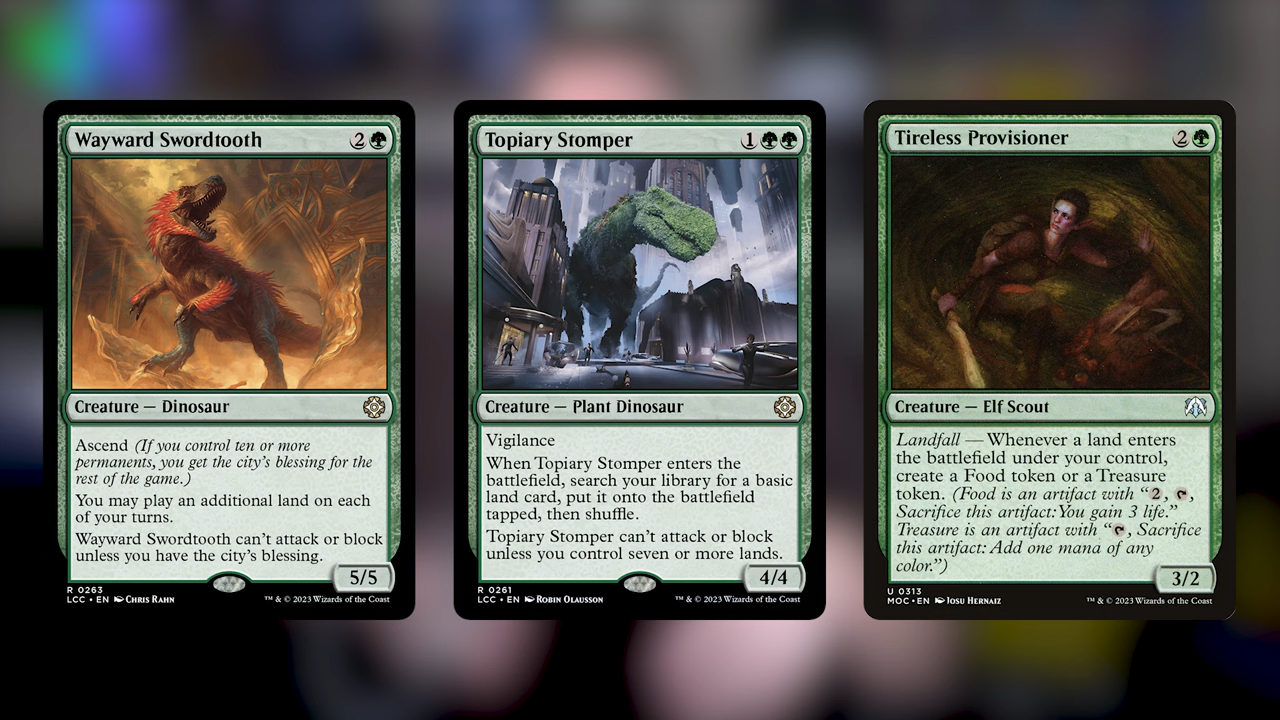 Wayward Swordtooth 2
Creature — Dinosaur
Ascend (If you control ten or more
permanents, you get the city's blessing for the
rest of the game.)
You may play an additional land on each
of your turns.
Wayward Swordtooth can't attack or block
unless you have the city's blessing.
5/5
R 0263
LCC • EN Chris Rahn
™ & © 2023 Wizards of the Coast
Topiary Stomper 1
Creature — Plant Dinosaur
Vigilance
When Topiary Stomper enters the
battlefield, search your library for a basic
land card, put it onto the battlefield
tapped, then shuffle.
Topiary Stomper can't attack or block
unless you control seven or more lands.
4/4
R 0261
LCC • EN Robin Olausson
™ & © 2023 Wizards of the Coast
Tireless Provisioner 2
Creature — Elf Scout
Landfall — Whenever a land enters
the battlefield under your control,
create a Food token or a Treasure
token. (Food is an artifact with “2, ,
Sacrifice this artifact: You gain 3 life.”
Treasure is an artifact with “ , Sacrifice
this artifact: Add one mana of any
color.”)
3/2
U 0313
MOC • EN Josu Hernaiz
™ & © 2023 Wizards of the Coast